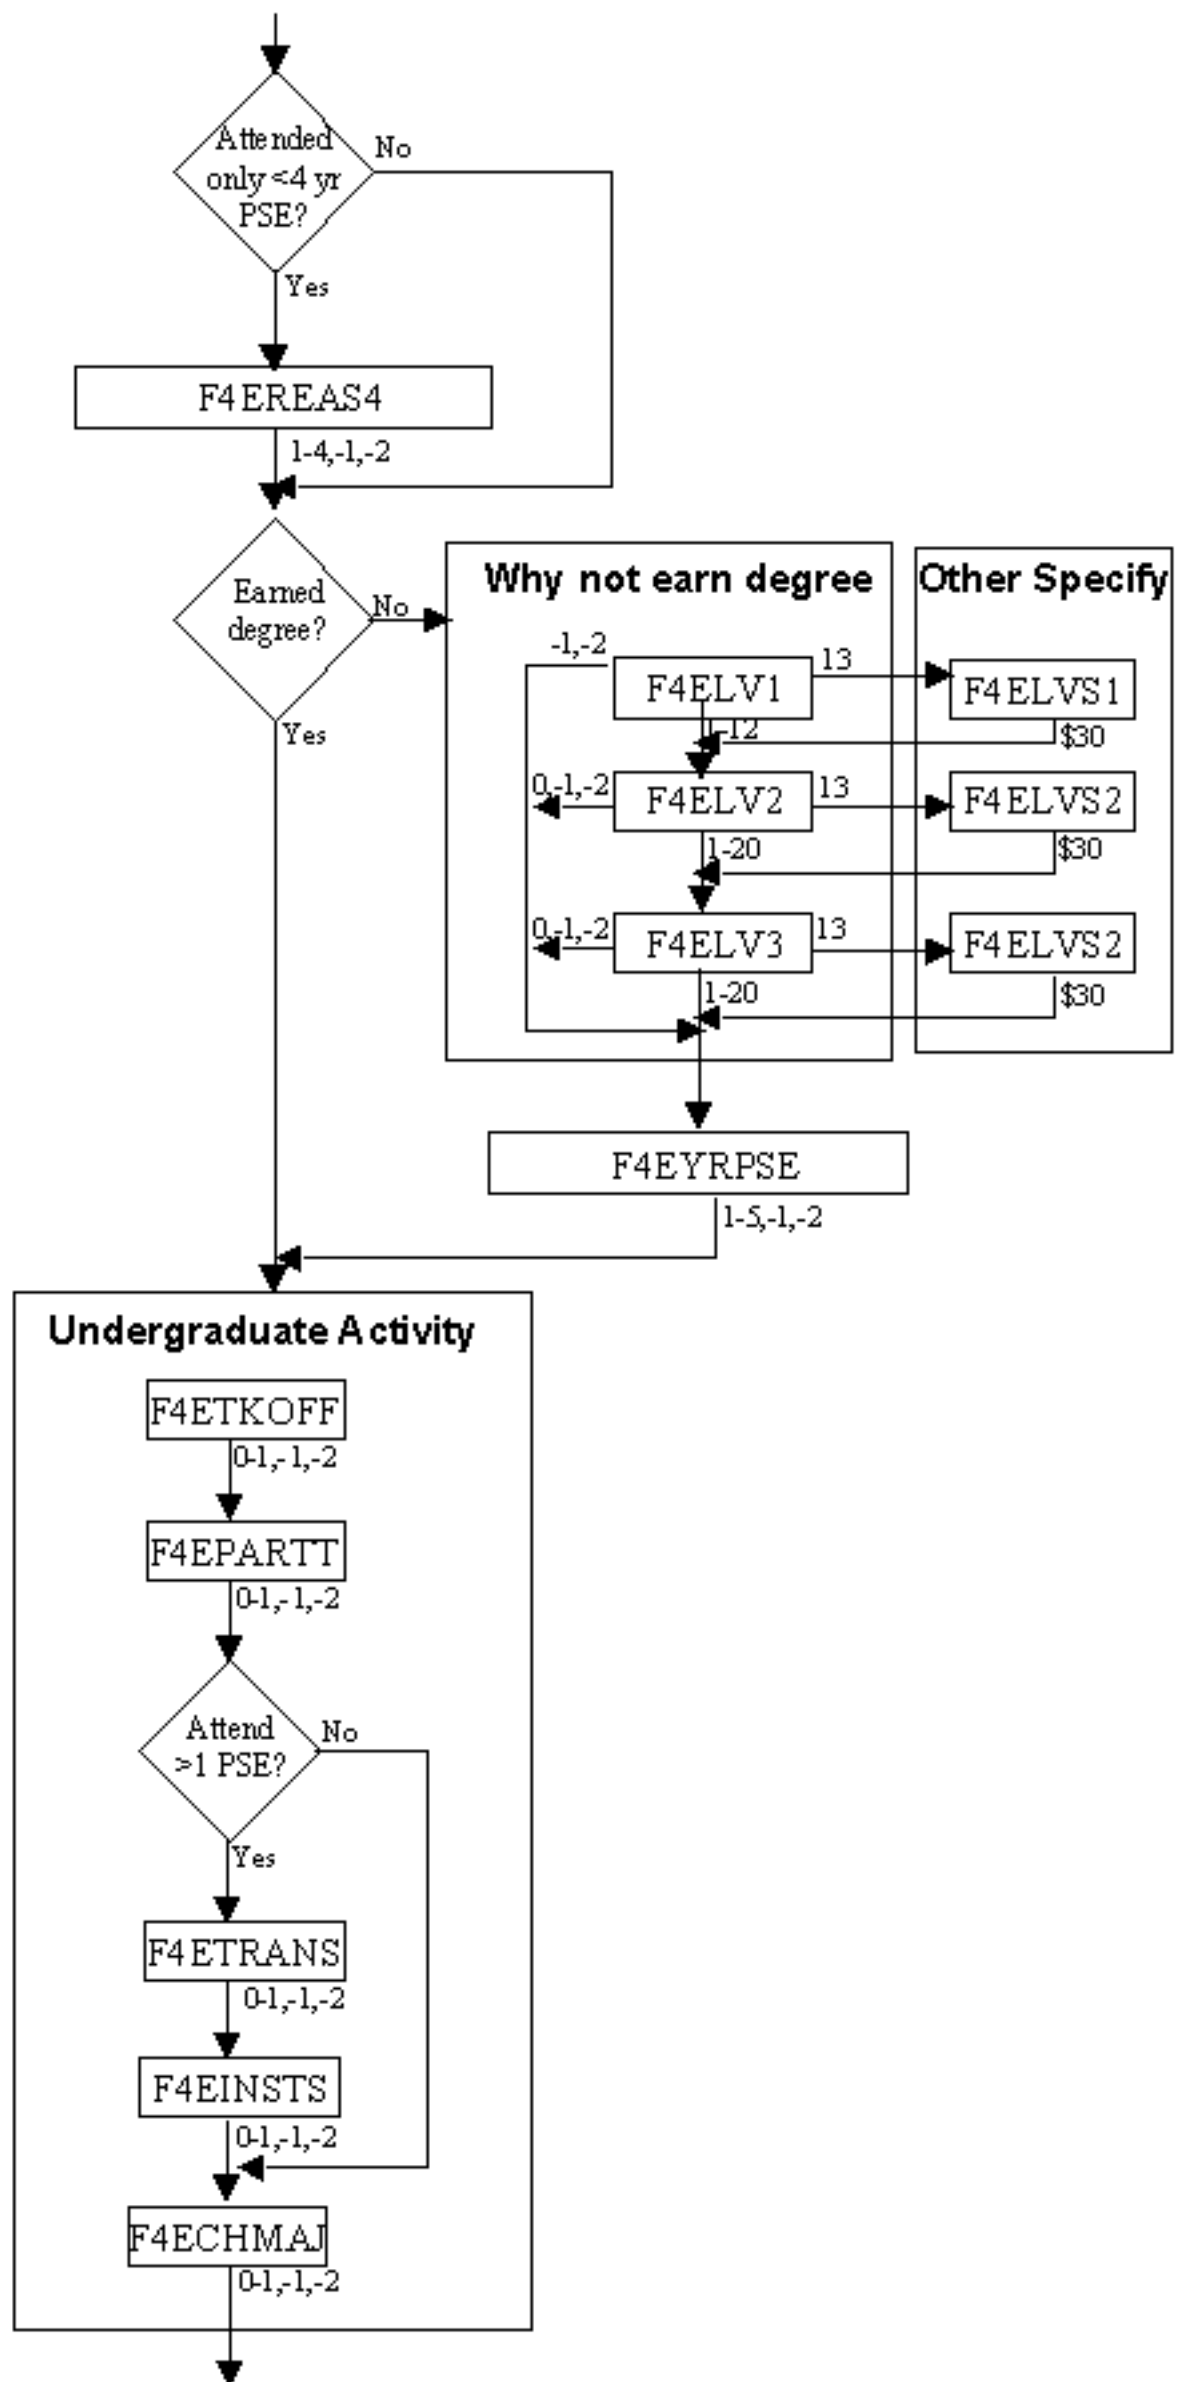 Attended
only <4 yr
PSE?
No
Yes
F4EREAS4
1-4,-1,-2
Earned
degree?
No
Yes
Why not earn degree
Other Specify
-1,-2
F4ELV1
13
F4ELVS1
-12
$30
0,-1,-2
F4ELV2
13
F4ELVS2
1-20
$30
0,-1,-2
F4ELV3
13
F4ELVS2
1-20
$30
F4EYRPSE
1-5,-1,-2
Undergraduate Activity
F4ETKOFF
0-1,-1,-2
F4EPARTT
0-1,-1,-2
Attend
>1 PSE?
No
Yes
F4ETRANS
0-1,-1,-2
F4EINSTS
0-1,-1,-2
F4ECHMAJ
0-1,-1,-2